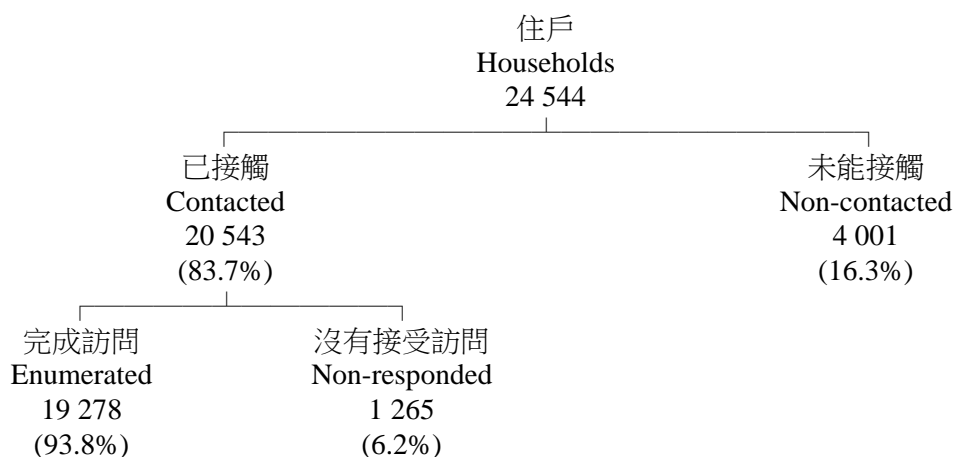 住戶
Households
24 544
已接觸
Contacted
20 543
(83.7%)
未能接觸
Non-contacted
4 001
(16.3%)
完成訪問
Enumerated
19 278
(93.8%)
沒有接受訪問
Non-responded
1 265
(6.2%)